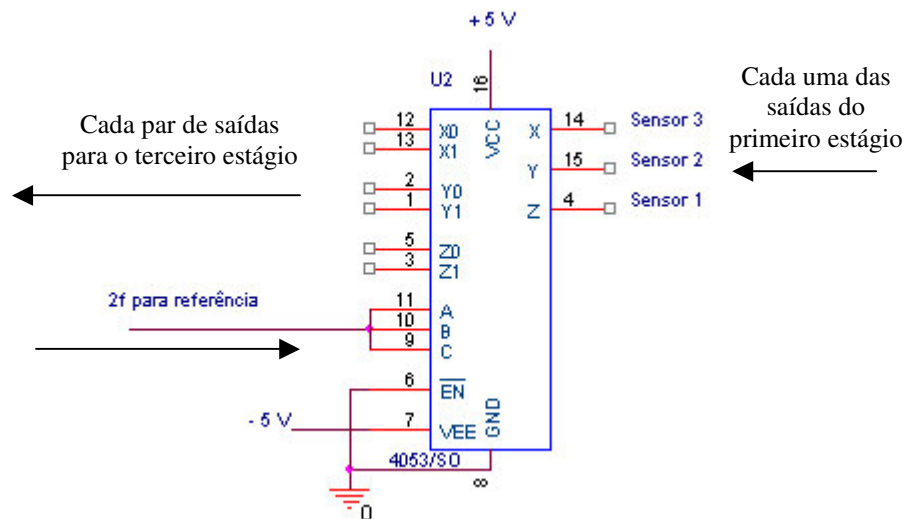 + 5 V
U2
16
Cada uma das
saídas do
primeiro estágio
Cada par de saídas
para o terceiro estágio
12 X0
13 X1
VCC
X 14 Sensor 3
Y 15 Sensor 2
Z 4 Sensor 1
2 Y0
1 Y1
5 Z0
3 Z1
2f para referência
11 A
10 B
9 C
6 EN
- 5 V 7 VEE
GND
4053/SO
8
0